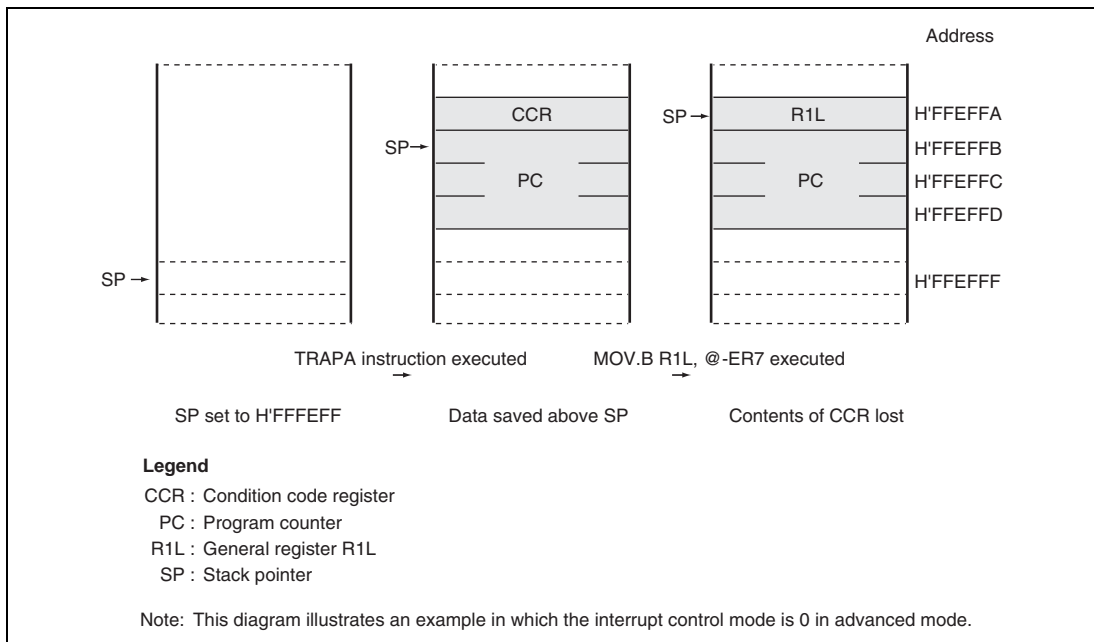 Address
CCR
SP
R1L
H'FFEFFA
SP
H'FFEFFB
PC
PC
H'FFEFFC
H'FFEFFD
SP
H'FFEFFF
TRAPA instruction executed
MOV.B R1L, @-ER7 executed
SP set to H'FFFEFF
Data saved above SP
Contents of CCR lost
Legend
CCR : Condition code register
PC : Program counter
R1L : General register R1L
SP : Stack pointer
Note: This diagram illustrates an example in which the interrupt control mode is 0 in advanced mode.